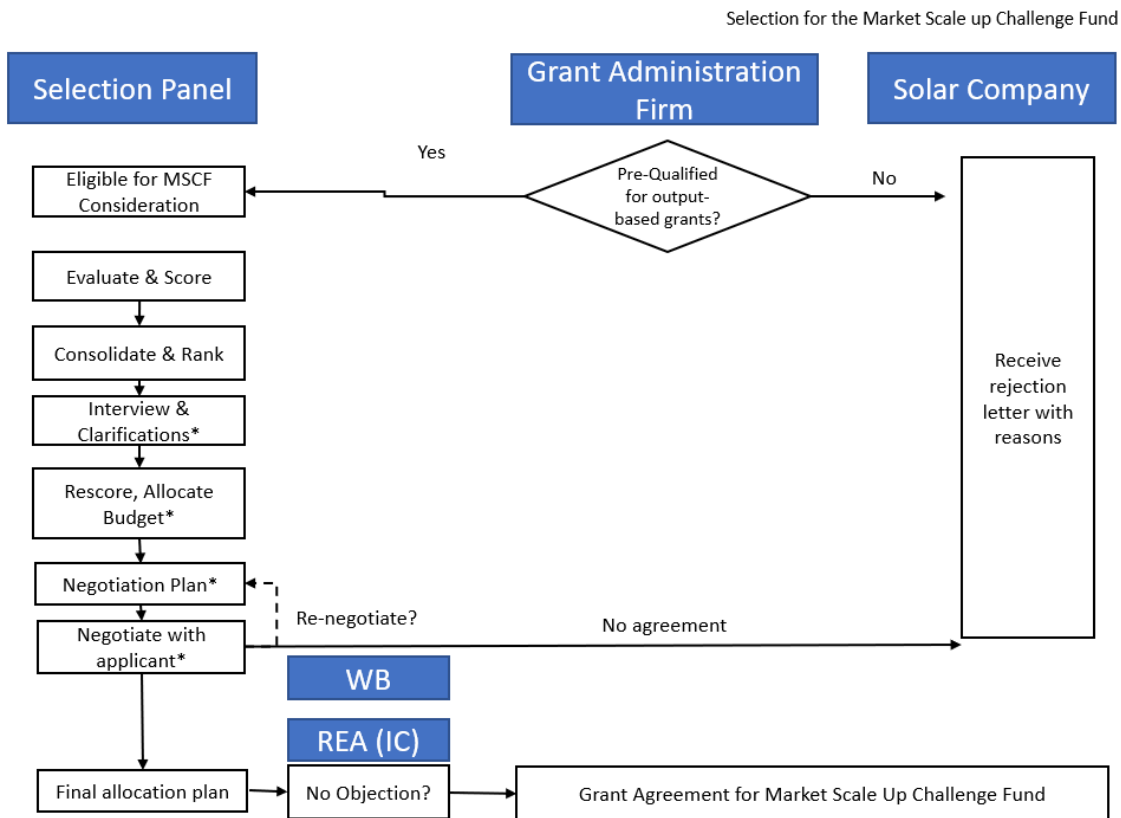 Selection for the Market Scale up Challenge Fund
Selection Panel
Grant Administration
Firm
Solar Company
Yes
No
Eligible for MSCF
Consideration
Pre-Qualified
for output-
based grants?
Evaluate & Score
Consolidate & Rank
Interview &
Clarifications*
Rescore, Allocate
Budget*
Negotiation Plan*
Negotiate with
applicant*
Re-negotiate?
No agreement
Receive
rejection
letter with
reasons
WB
REA (IC)
Final allocation plan
No Objection?
Grant Agreement for Market Scale Up Challenge Fund